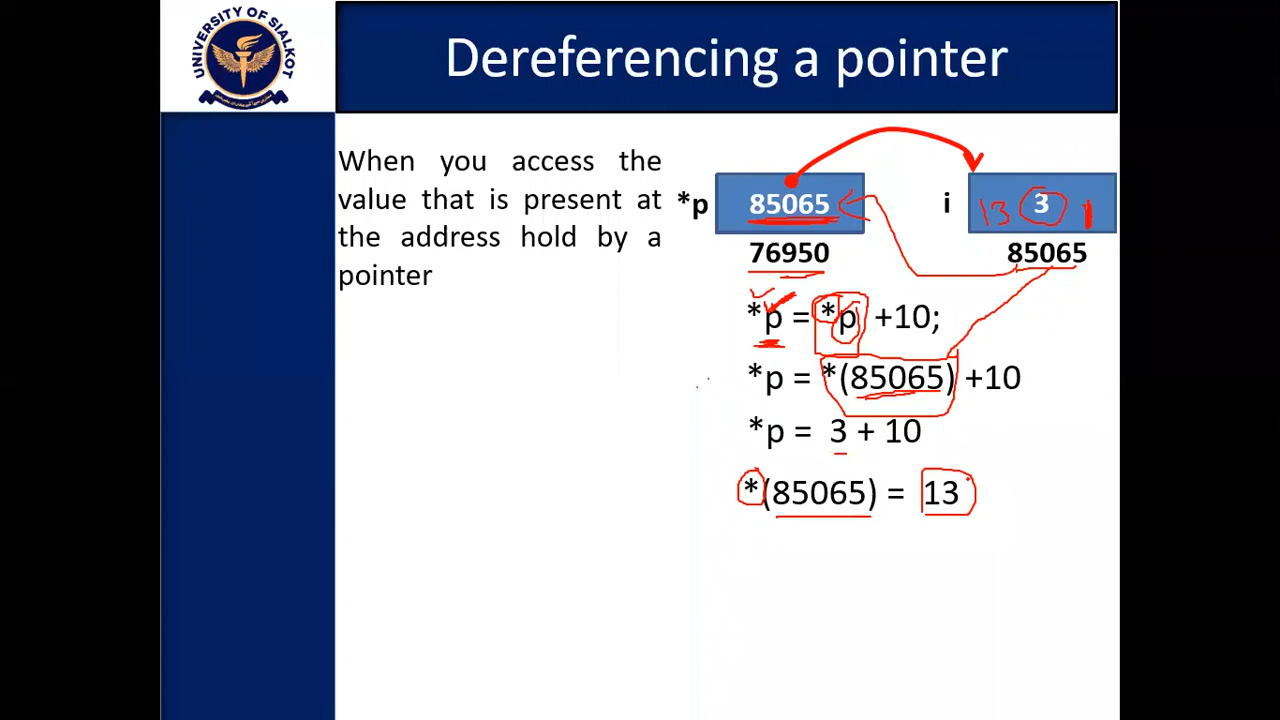 UNIVERSITY OF SIALKOT
Dereferencing a pointer
When you access the
value that is present at
the address hold by a
pointer
*p 85065 i 13 3
76950 85065
*p = *p +10;
*p = *(85065) +10
*p = 3 + 10
*(85065) = 13